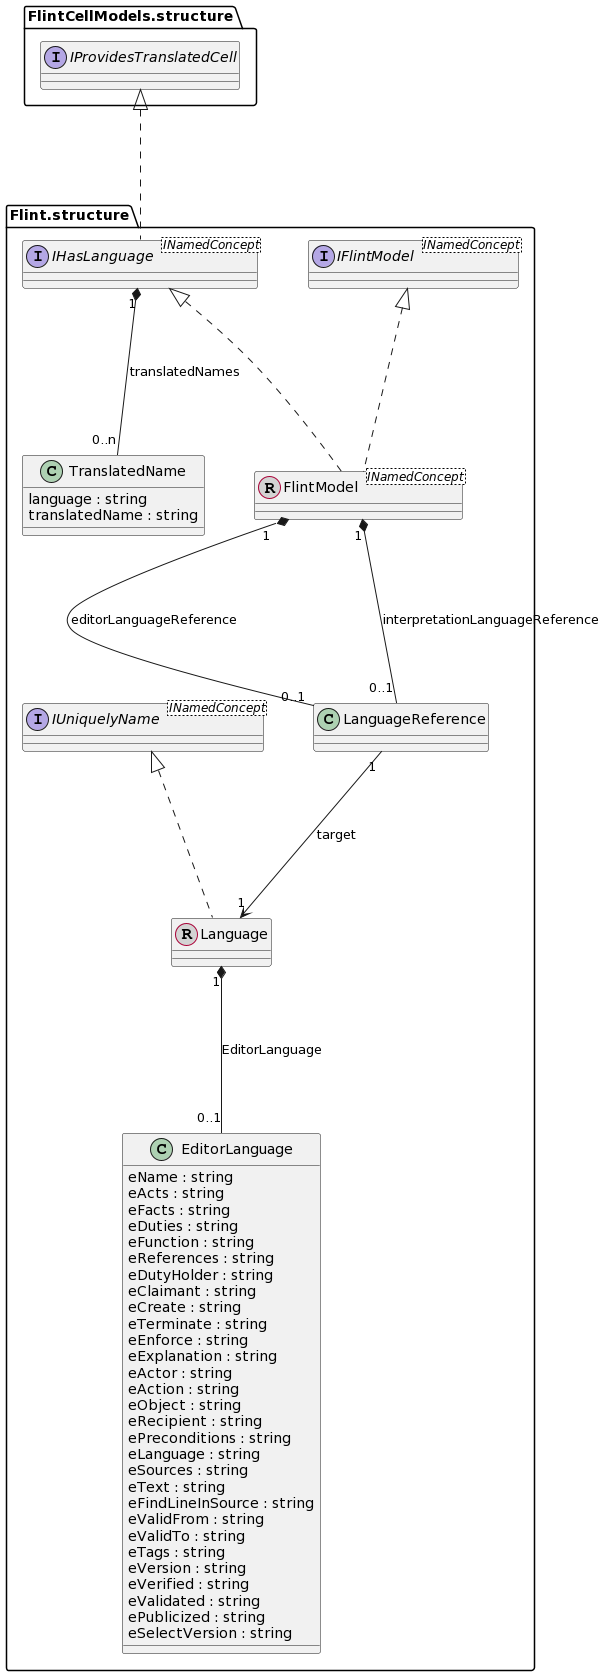 FlintCellModels.structure
I IProvidesTranslatedCell
Flint.structure
I IHasLanguage INamedConcept
I IFlintModel INamedConcept
1
translatedNames
0..n
C TranslatedName
language : string
translatedName : string
R FlintModel INamedConcept
1
1
editorLanguageReference
interpretationLanguageReference
0..1
0..1
I IUniquelyName INamedConcept
C LanguageReference
1
target
1
R Language
1
EditorLanguage
0..1
C EditorLanguage
eName : string
eActs : string
eFacts : string
eDuties : string
eFunction : string
eReferences : string
eDutyHolder : string
eClaimant : string
eCreate : string
eTerminate : string
eEnforce : string
eExplanation : string
eActor : string
eAction : string
eObject : string
eRecipient : string
ePreconditions : string
eLanguage : string
eSources : string
eText : string
eFindLineInSource : string
eValidFrom : string
eValidTo : string
eTags : string
eVersion : string
eVerified : string
eValidated : string
ePublicized : string
eSelectVersion : string